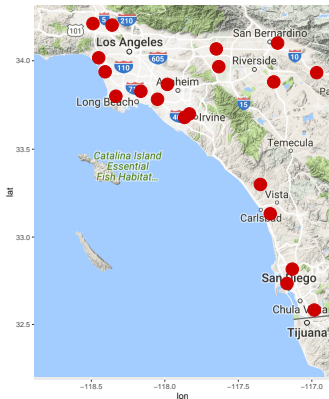 101
5
210
San Bernardino
Los Angeles
10
605
Riverside
34.0
110
Anaheim
Long Beach
15
Irvine
33.5
Catalina Island
Essential
Fish Habitat...
Temecula
lat
Vista
Carlsbad
33.0
San Diego
Chula Vista
32.5
Tijuana
-118.5
-118.0
-117.5
-117.0
lon